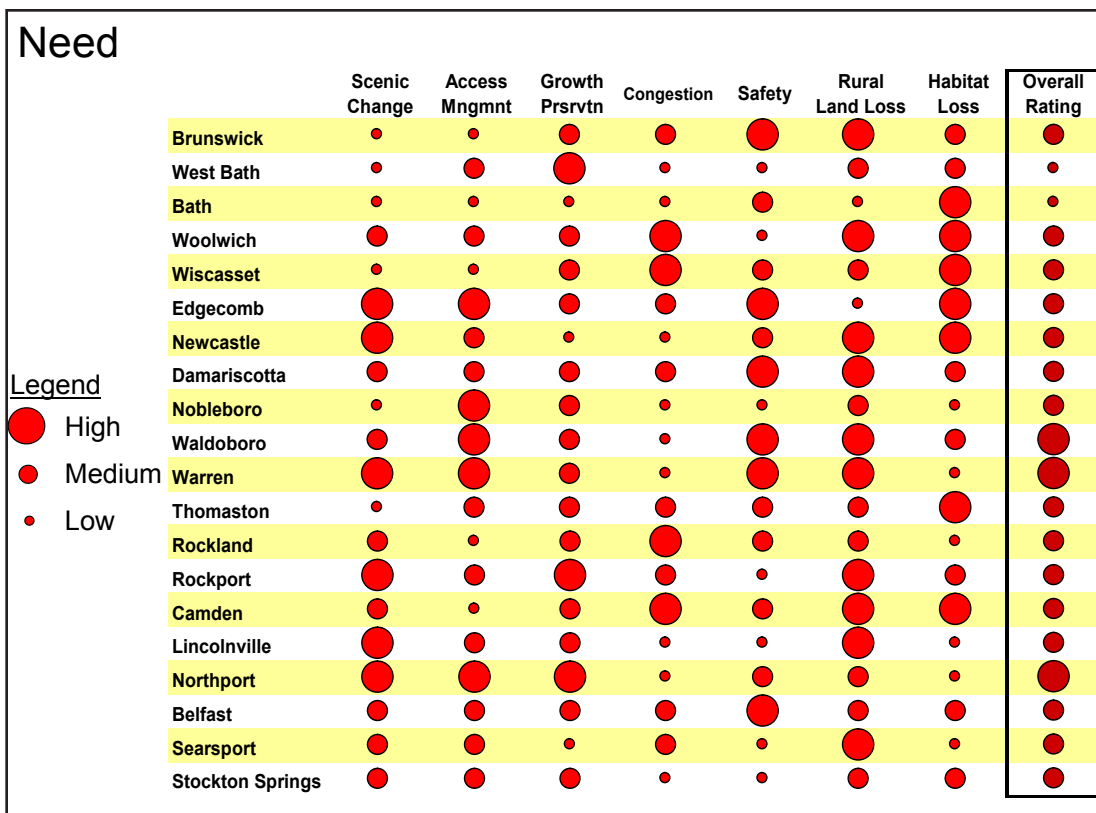 Need
Scenic Access Growth Congestion Safety Rural Habitat Overall
Change Mngmnt Prsrvtn Land Loss Loss Rating
Brunswick
West Bath
Bath
Woolwich
Wiscasset
Edgecomb
Newcastle
Damariscotta
Nobleboro
Waldoboro
Warren
Thomaston
Rockland
Rockport
Camden
Lincolnville
Northport
Belfast
Searsport
Stockton Springs
Legend
High
Medium
Low